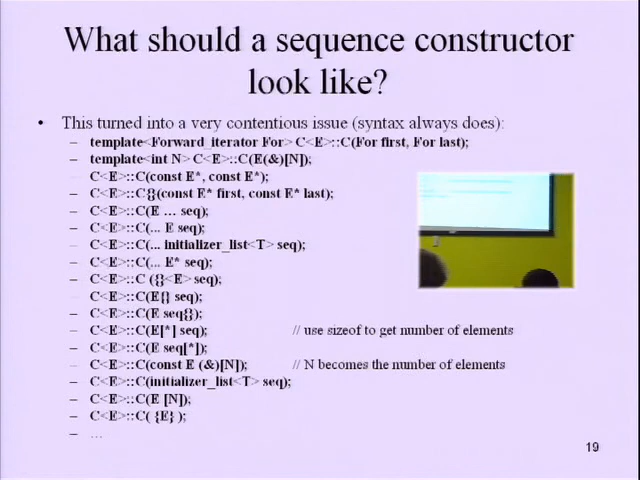 What should a sequence constructor
look like?
• This turned into a very contentious issue (syntax always does):
– template<Forward_iterator For> C<E>::C(For first, For last);
– template<int N> C<E>::C(E(&)[N]);
C<E>::C(const E*, const E*);
– C<E>::C{}(const E* first, const E* last);
– C<E>::C(E … seq);
– C<E>::C(... E seq);
– C<E>::C(... initializer_list<T> seq);
– C<E>::C(... E* seq);
– C<E>::C ({}<E> seq);
– C<E>::C(E{} seq);
– C<E>::C(E seq{});
– C<E>::C(E[*] seq); // use sizeof to get number of elements
– C<E>::C(E seq[*]);
– C<E>::C(const E (&)[N]); // N becomes the number of elements
– C<E>::C(initializer_list<T> seq);
– C<E>::C(E [N]);
– C<E>::C( {E} );
– …
19